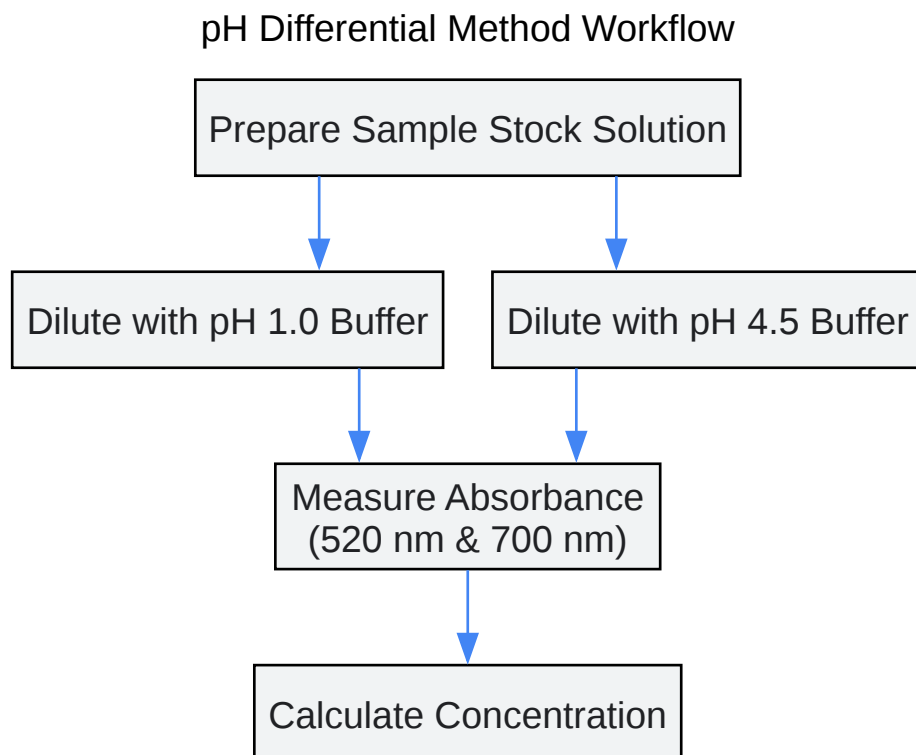 pH Differential Method Workflow
Prepare Sample Stock Solution
Dilute with pH 1.0 Buffer
Dilute with pH 4.5 Buffer
Measure Absorbance
(520 nm & 700 nm)
Calculate Concentration